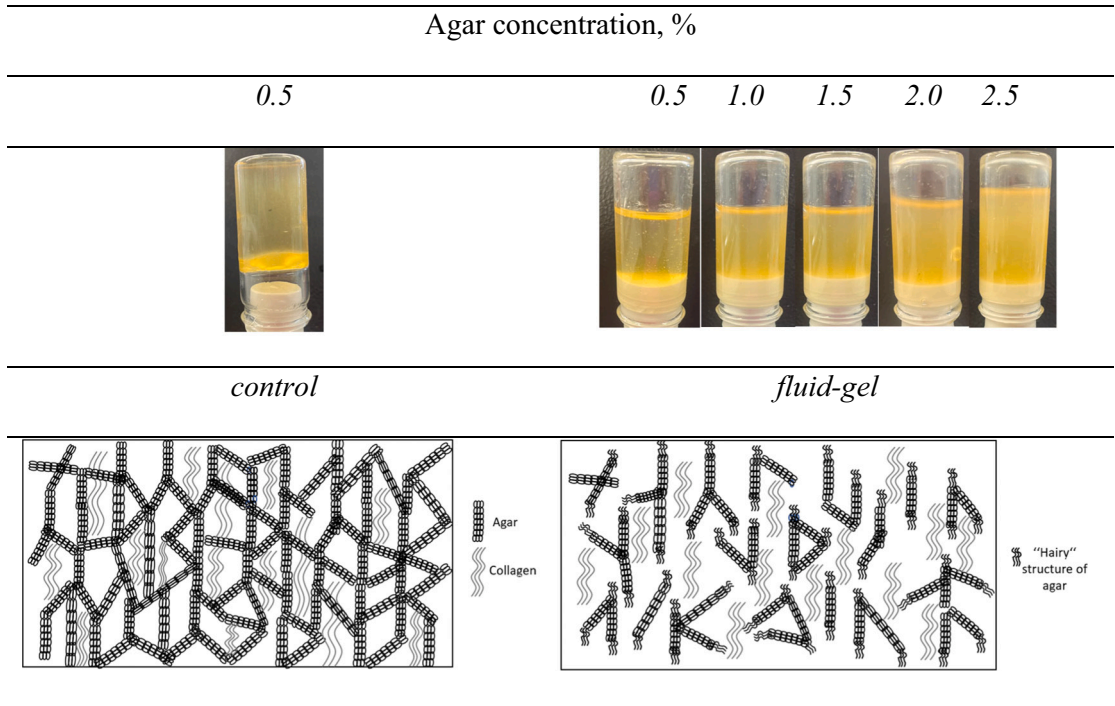 Agar concentration, %
0.5
0.5 1.0 1.5 2.0 2.5
control
fluid-gel
Agar
Collagen
"Hairy"
structure of
agar